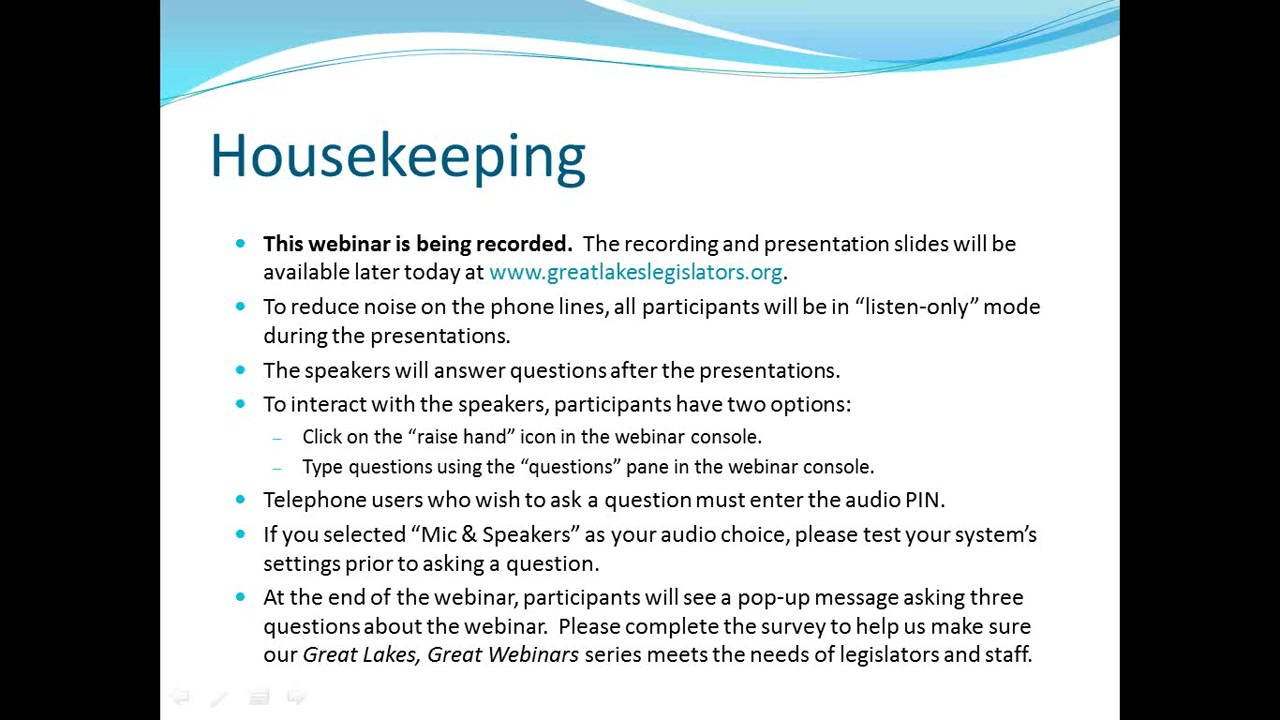 Housekeeping
This webinar is being recorded.  The recording and presentation slides will be
available later today at www.greatlakeslegislators.org.
To reduce noise on the phone lines, all participants will be in “listen-only” mode
during the presentations.
The speakers will answer questions after the presentations.
To interact with the speakers, participants have two options:
– Click on the “raise hand” icon in the webinar console.
– Type questions using the “questions” pane in the webinar console.
Telephone users who wish to ask a question must enter the audio PIN.
If you selected “Mic & Speakers” as your audio choice, please test your system’s
settings prior to asking a question.
At the end of the webinar, participants will see a pop-up message asking three
questions about the webinar.  Please complete the survey to help us make sure
our Great Lakes, Great Webinars series meets the needs of legislators and staff.